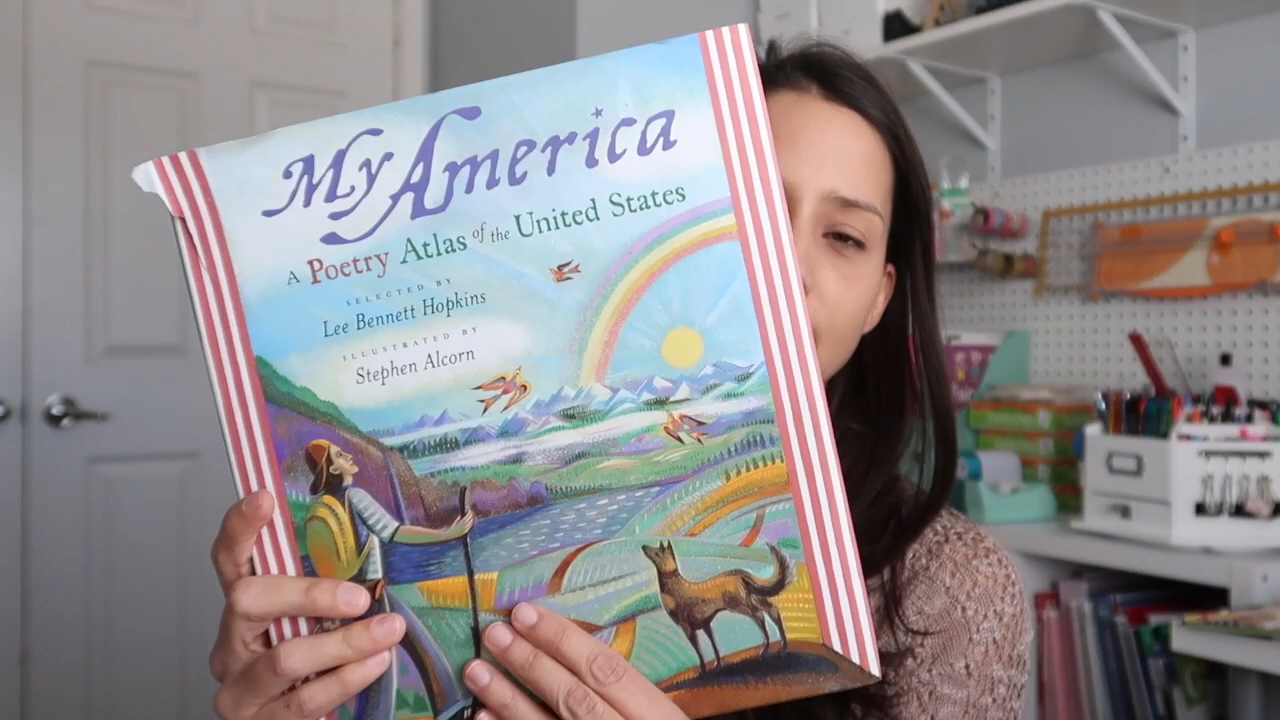 My America
A Poetry Atlas of the United States
SELECTED BY
Lee Bennett Hopkins
ILLUSTRATED BY
Stephen Alcorn